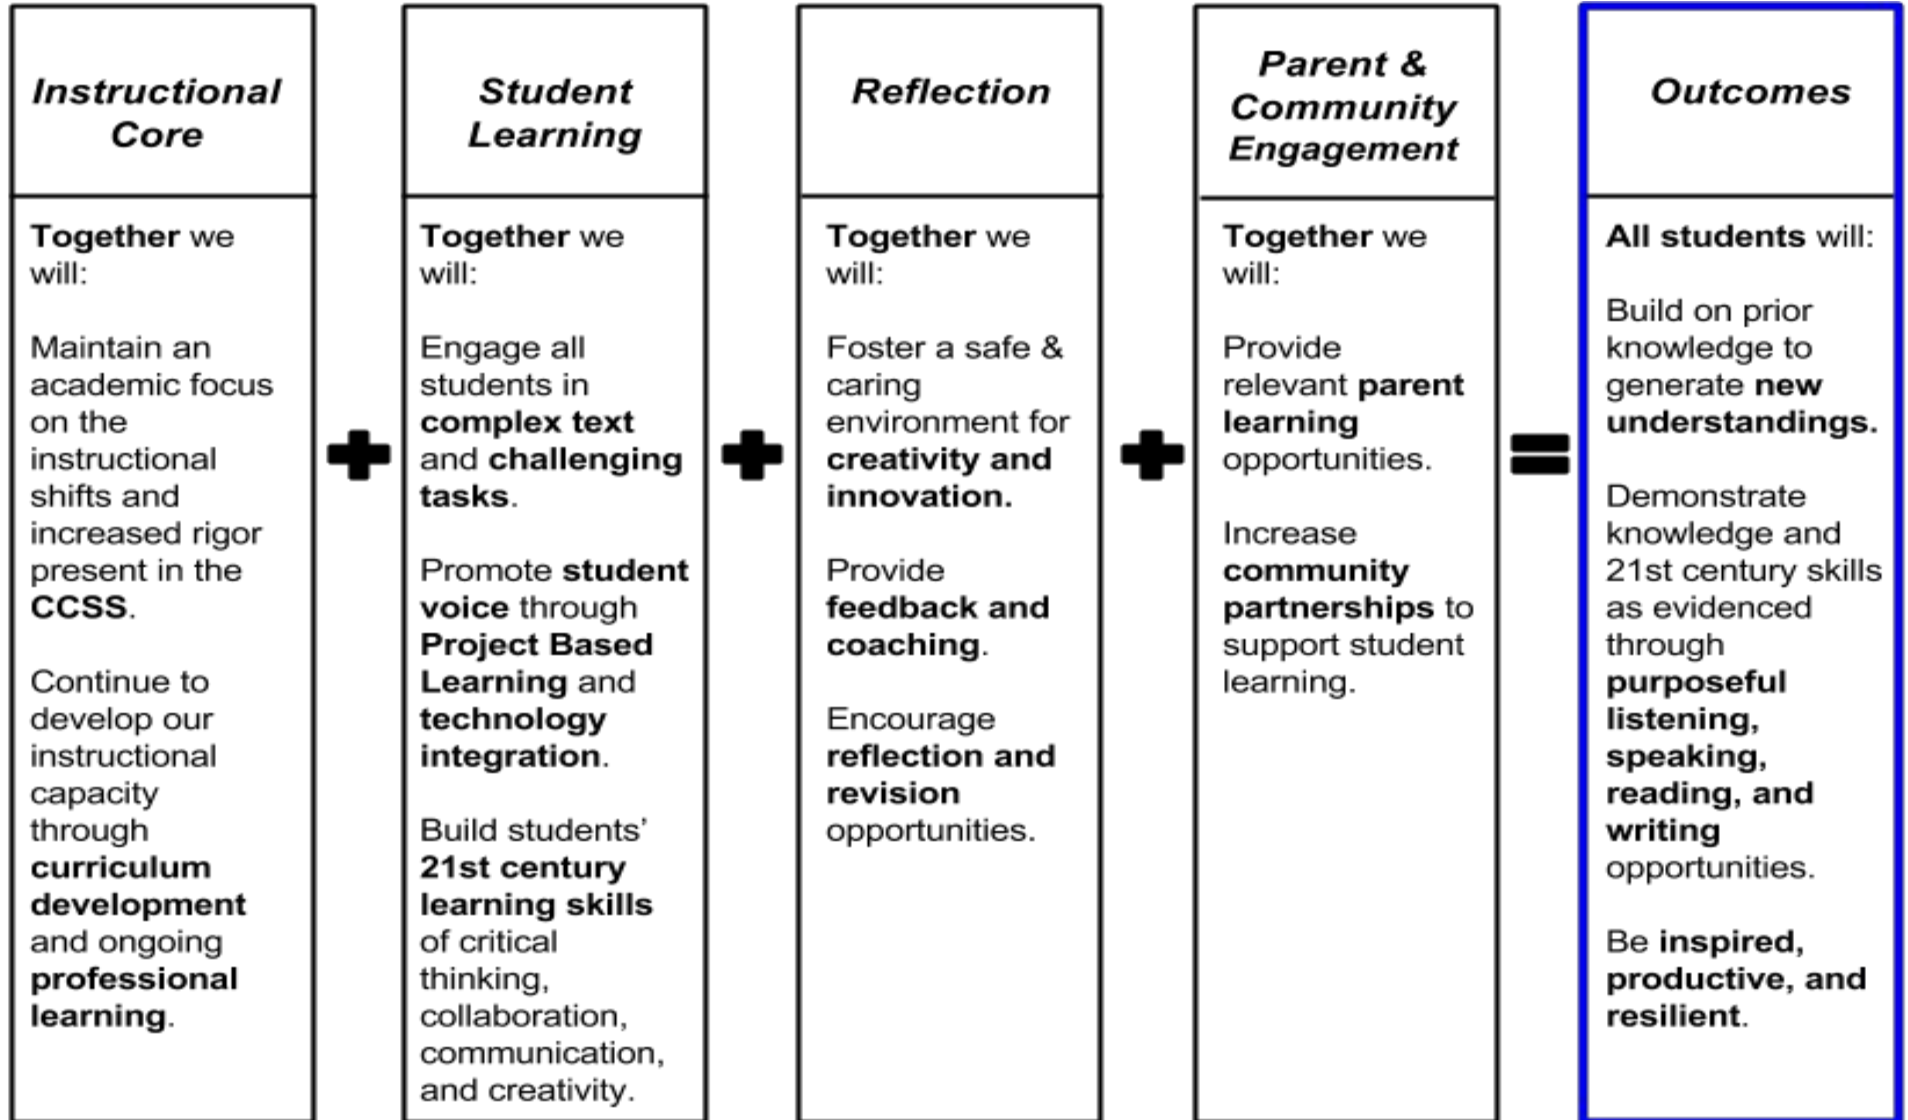 Instructional
Core
Together we
will:
Maintain an
academic focus
on the
instructional
shifts and
increased rigor
present in the
CCSS.
Continue to
develop our
instructional
capacity
through
curriculum
development
and ongoing
professional
learning.
Student
Learning
Together we
will:
Engage all
students in
complex text
and challenging
tasks.
Promote student
voice through
Project Based
Learning and
technology
integration.
Build students’
21st century
learning skills
of critical
thinking,
collaboration,
communication,
and creativity.
Reflection
Together we
will:
Foster a safe &
caring
environment for
creativity and
innovation.
Provide
feedback and
coaching.
Encourage
reflection and
revision
opportunities.
Parent &
Community
Engagement
Together we
will:
Provide
relevant parent
learning
opportunities.
Increase
community
partnerships to
support student
learning.
Outcomes
All students will:
Build on prior
knowledge to
generate new
understandings.
Demonstrate
knowledge and
21st century skills
as evidenced
through
purposeful
listening,
speaking,
reading, and
writing
opportunities.
Be inspired,
productive, and
resilient.